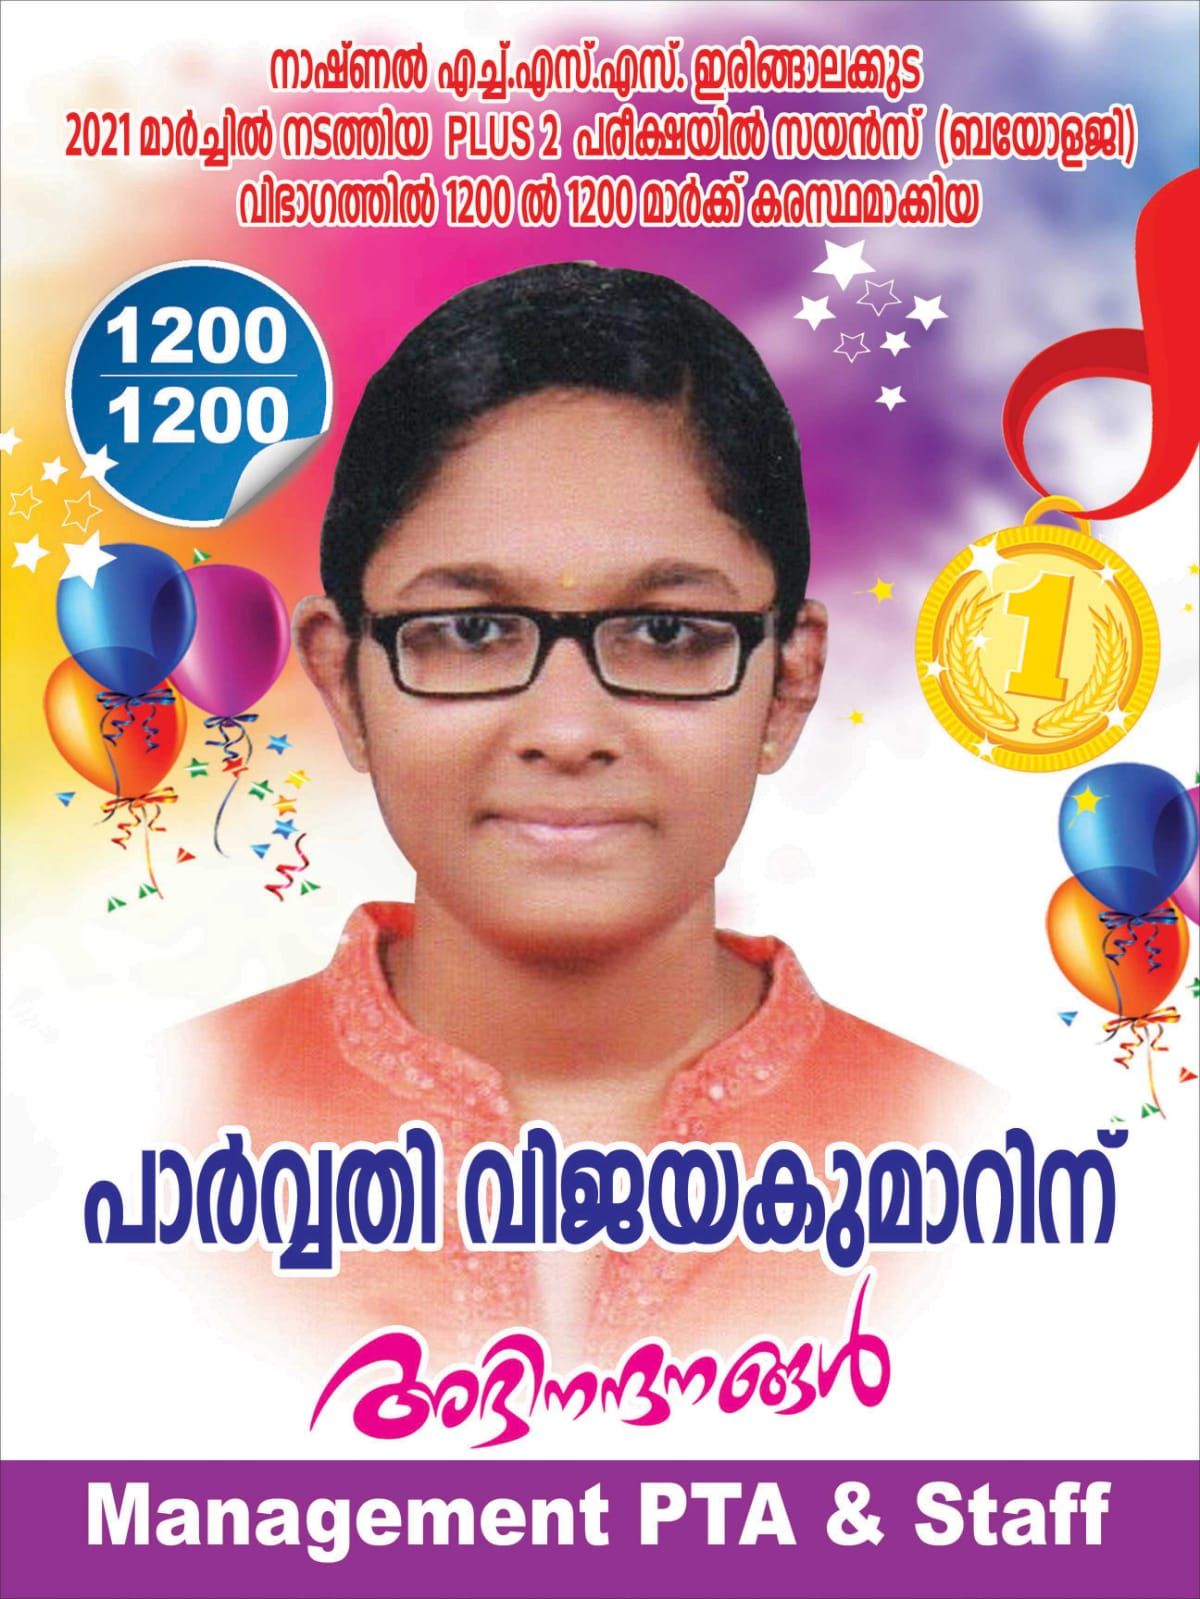 നാഷ്ണൽ എച്ച്.എസ്.എസ്. ഇരിങ്ങാലക്കുട
2021 മാർച്ചിൽ നടത്തിയ PLUS 2 പരീക്ഷയിൽ സയൻസ് (ബയോളജി)
വിഭാഗത്തിൽ 1200 ൽ 1200 മാർക്ക് കരസ്ഥമാക്കിയ
1200
1200
1
പാർവ്വതി വിജയകുമാറിന്
അഭിനന്ദനങ്ങൾ
Management PTA & Staff